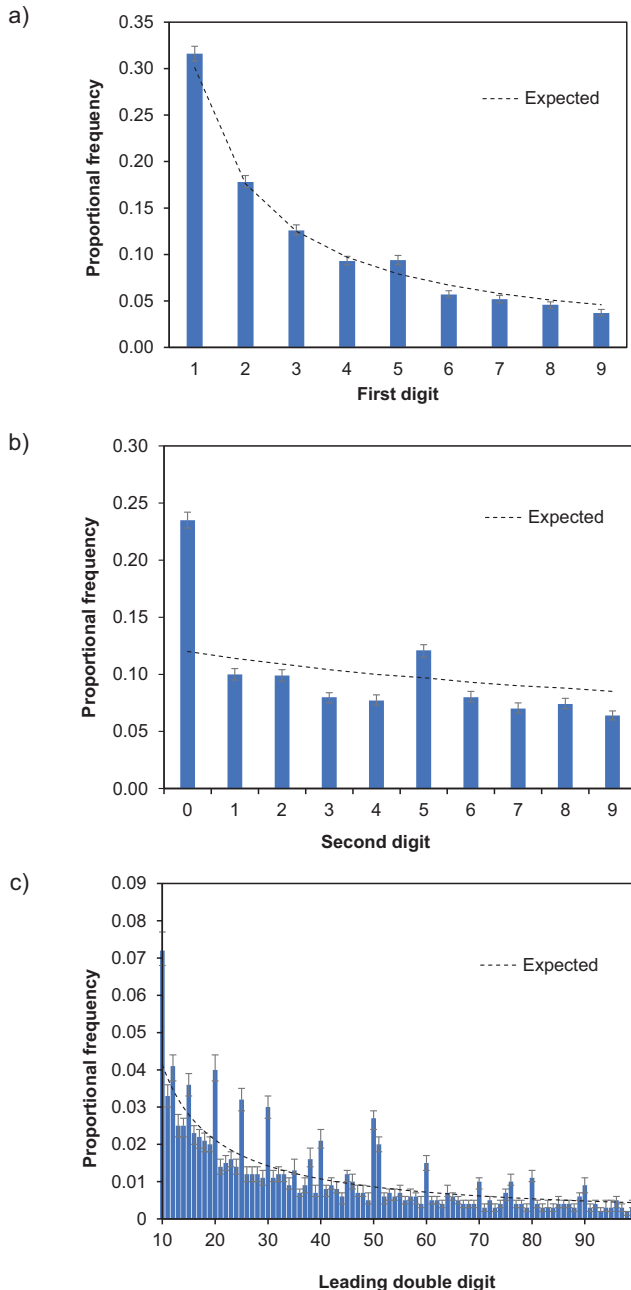 a)
0.35
0.30
0.25
0.20
0.15
0.10
0.05
0.00
Proportional frequency
Expected
1 2 3 4 5 6 7 8 9
First digit
b)
0.30
0.25
0.20
0.15
0.10
0.05
0.00
Proportional frequency
Expected
0 1 2 3 4 5 6 7 8 9
Second digit
c)
0.09
0.08
0.07
0.06
0.05
0.04
0.03
0.02
0.01
0
Proportional frequency
Expected
10 20 30 40 50 60 70 80 90
Leading double digit